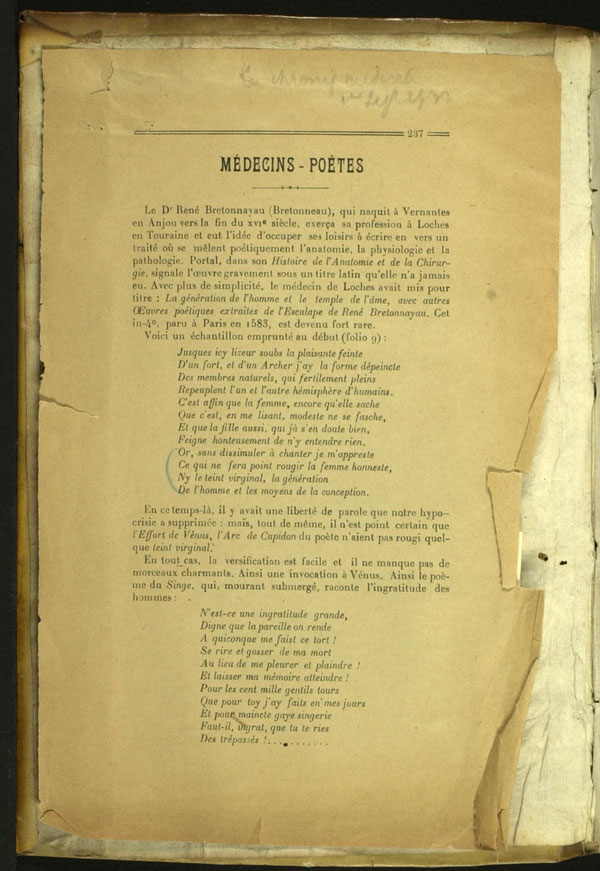 La chronique médicale
1er Sept
237
MÉDECINS - POÈTES
Le Dr René Bretonnayau (Bretonneau), qui naquit à Vernantes
en Anjou vers la fin du XVIe siècle, exerça sa profession à Loches
en Touraine et eut l'idée d'occuper ses loisirs à écrire en vers un
traité où se mêlent poétiquement l'anatomie, la physiologie et la
pathologie. Portal, dans son Histoire de l'Anatomie et de la Chirur-
gie, signale l'œuvre gravement sous un titre latin qu'elle n'a jamais
eu. Avec plus de simplicité, le médecin de Loches avait mis pour
titre : La génération de l'homme et le temple de l'âme, avec autres
Œuvres poétiques extraites de l'Esculape de René Bretonnayau. Cet
in-4o, paru à Paris en 1583, est devenu fort rare.
Voici un échantillon emprunté au début (folio 9) :
Jusques icy lizeur soubs la plaisante feinte
D'un fort, et d'un Archer j'ay la forme dépeincte
Des membres naturels, qui fertilement pleins
Repeuplent l'un et l'autre hémisphère d'humains.
C'est affin que la femme, encore qu'elle sache
Que c'est, en me lisant, modeste ne se fasche,
Et que la fille aussi, qui jà s'en doute bien,
Feigne honteusement de n'y entendre rien.
Or, sans dissimuler à chanter je m'appreste
Ce qui ne fera point rougir la femme honneste,
Ny le teint virginal, la génération
De l'homme et les moyens de la conception.
En ce temps-là, il y avait une liberté de parole que notre hypo-
crisie a supprimée : mais, tout de même, il n'est point certain que
l'Effort de Vénus, l'Arc de Cupidon du poète n'aient pas rougi quel-
que teint virginal.
En tout cas, la versification est facile et il ne manque pas de
morceaux charmants. Ainsi une invocation à Vénus. Ainsi le poè-
me du Singe, qui, mourant submergé, raconte l'ingratitude des
hommes :
N'est-ce une ingratitude grande,
Digne que la pareille on rende
A quiconque me faist ce tort !
Se rire et gosser de ma mort
Au lieu de me pleurer et plaindre !
Et laisser ma mémoire atteindre !
Pour les cent mille gentils tours
Que pour toy j'ay faits en mes jours
Et pour maincte gaye singerie
Faut-il, ingrat, que tu te ries
Des trépassés !...........